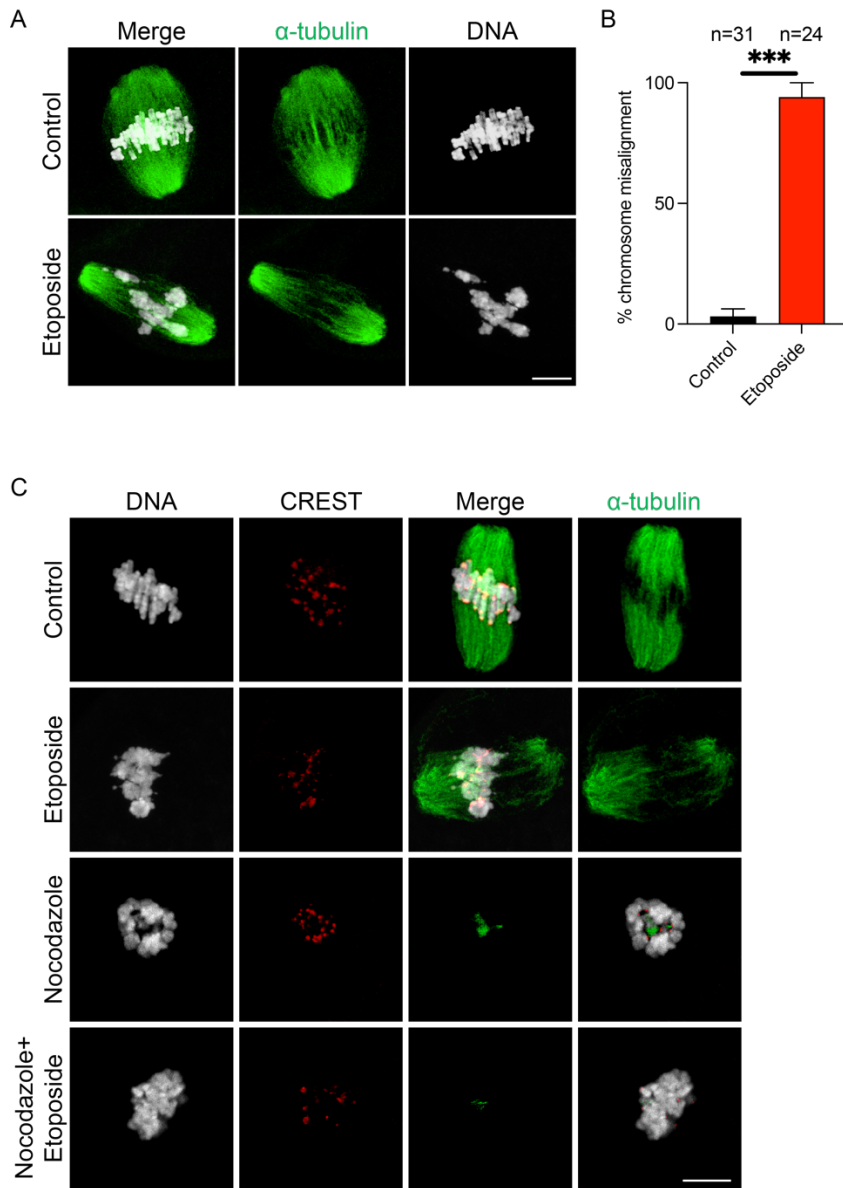 A
Merge
α-tubulin
DNA
Control
Etoposide
B
n=31
n=24
***
100
50
0
% chromosome misalignment
Control
Etoposide
C
DNA
CREST
Merge
α-tubulin
Control
Etoposide
Nocodazole
Nocodazole+
Etoposide